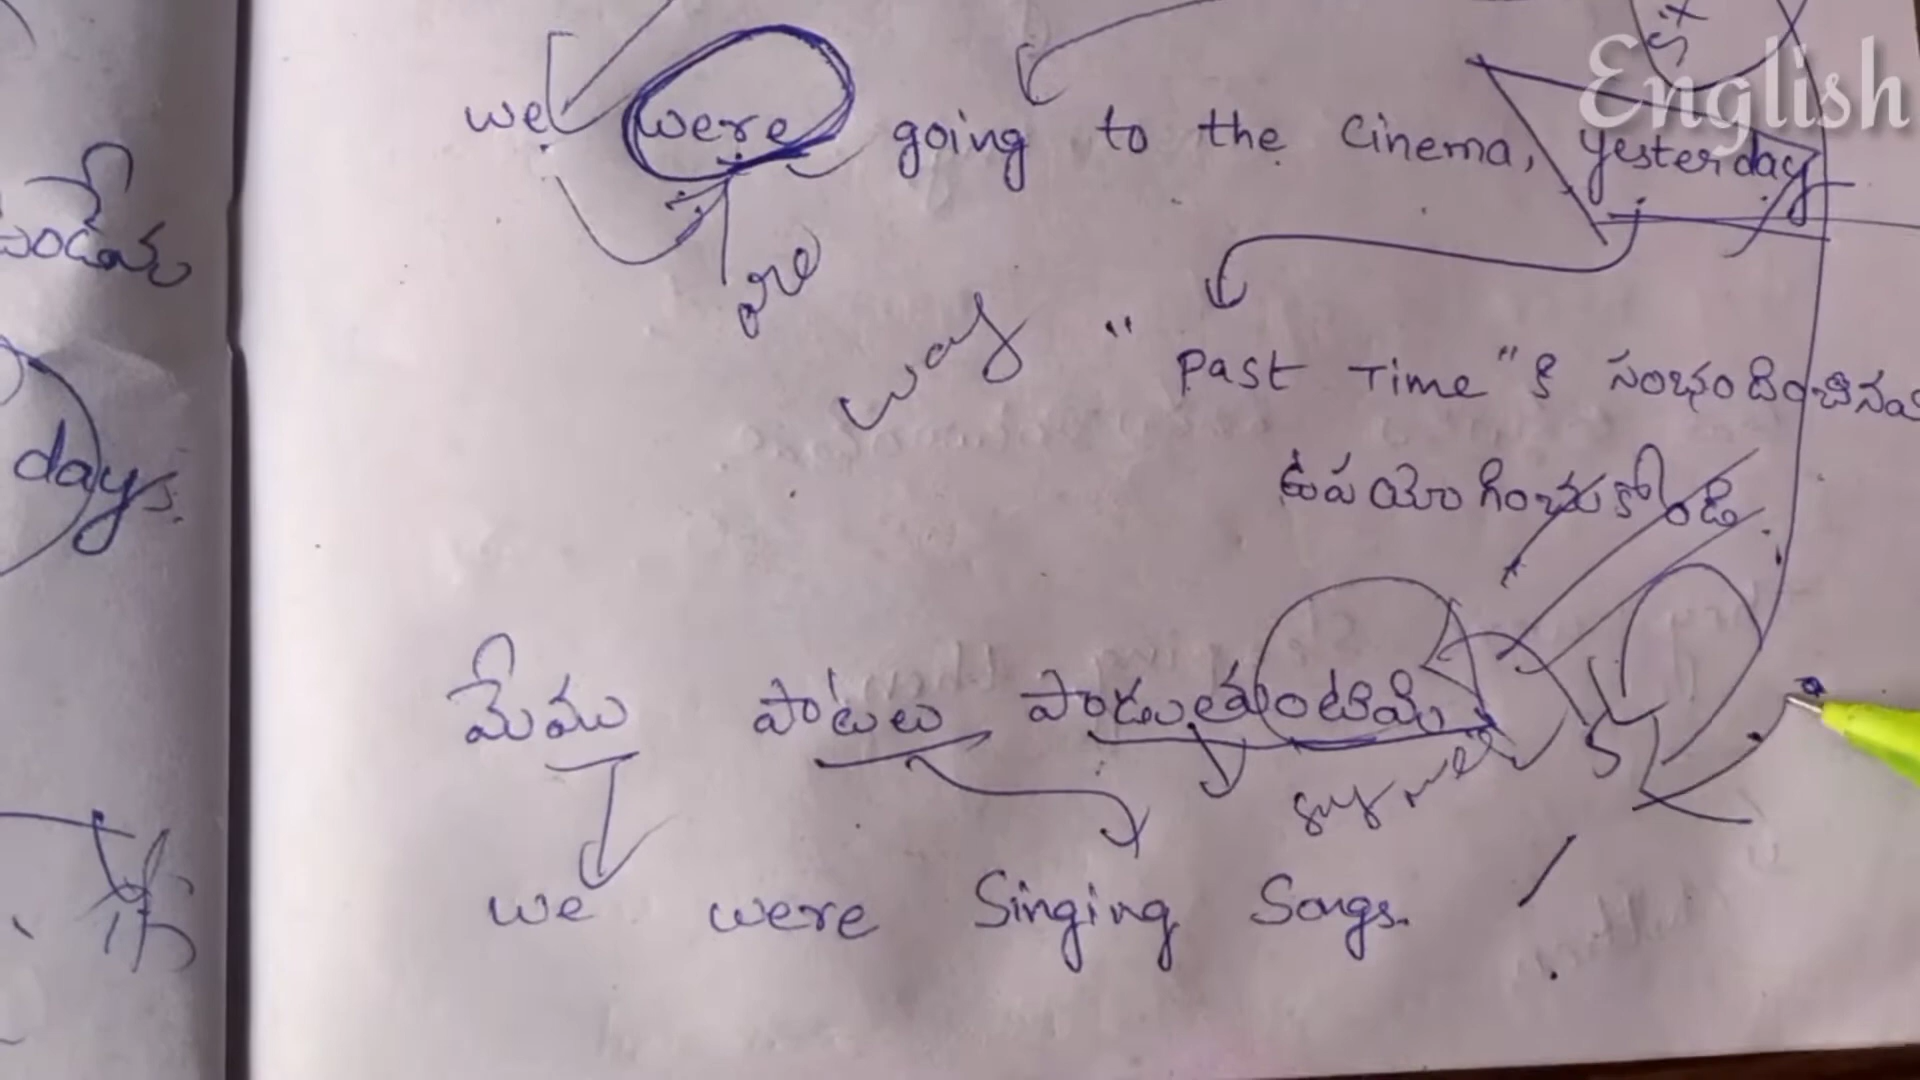 English
we were going to the cinema, yesterday
are
way
చుండేను
" Past Time " కి సంభందించినవి
days.
ఉపయోగించుకోండి.
మేము పాటలు పాడుతుంటిమి
we were Singing Songs.